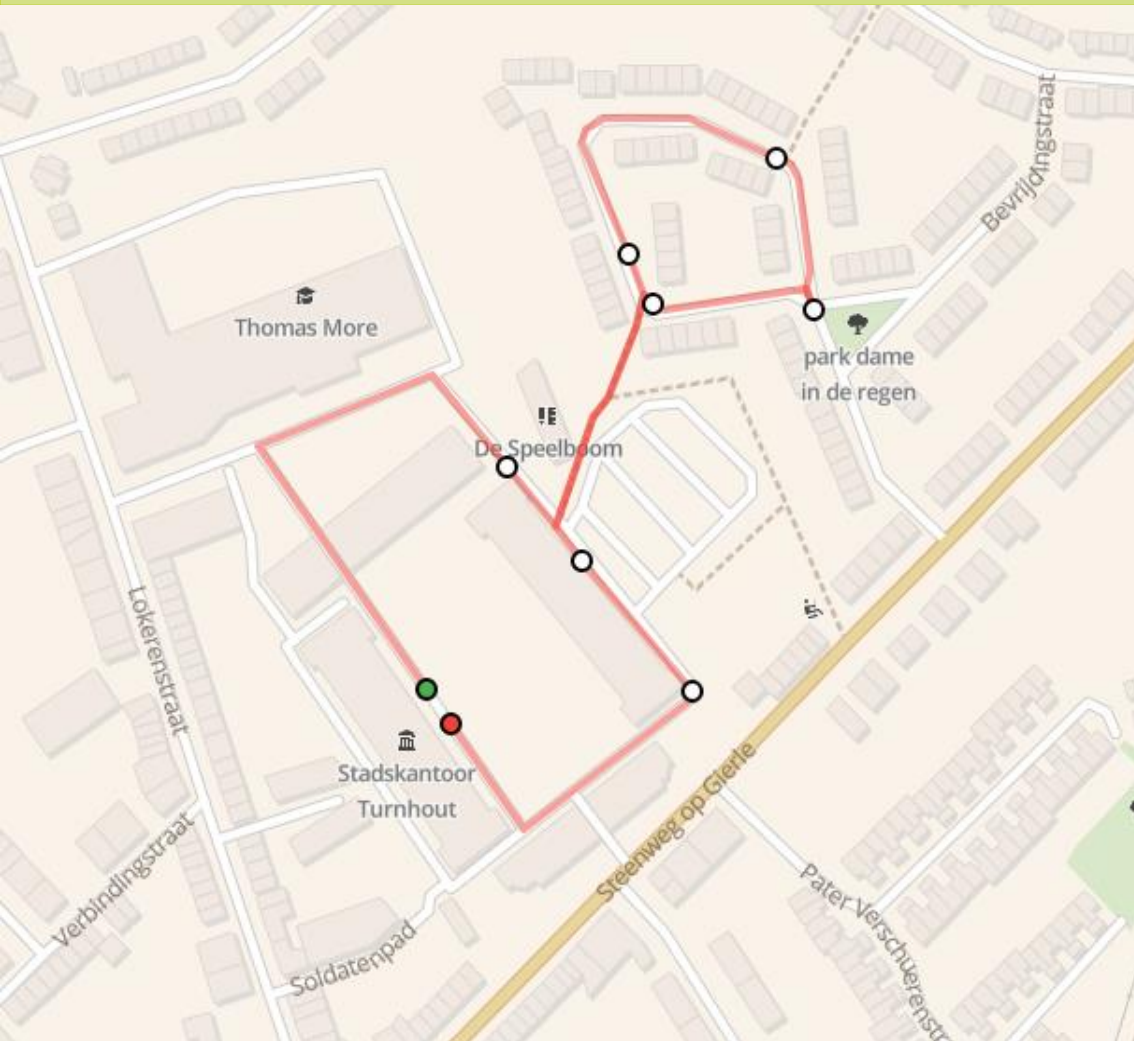 Bevrijdingstraat
Thomas More
park dame
in de regen
De Speelboom
Lokerenstraat
Stadskantoor
Turnhout
Steenweg op Gierle
Verbindingstraat
Pater Verschuerenstr
Soldatenpad